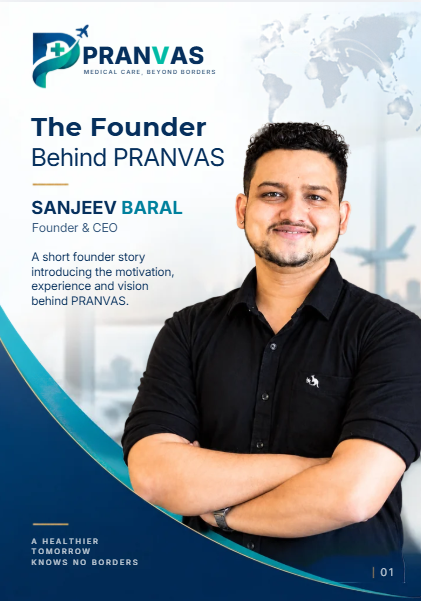 PRANVAS
MEDICAL CARE, BEYOND BORDERS
The Founder
Behind PRANVAS
SANJEEV BARAL
Founder & CEO
A short founder story
introducing the motivation,
experience and vision
behind PRANVAS.
A HEALTHIER
TOMORROW
KNOWS NO BORDERS
| 01